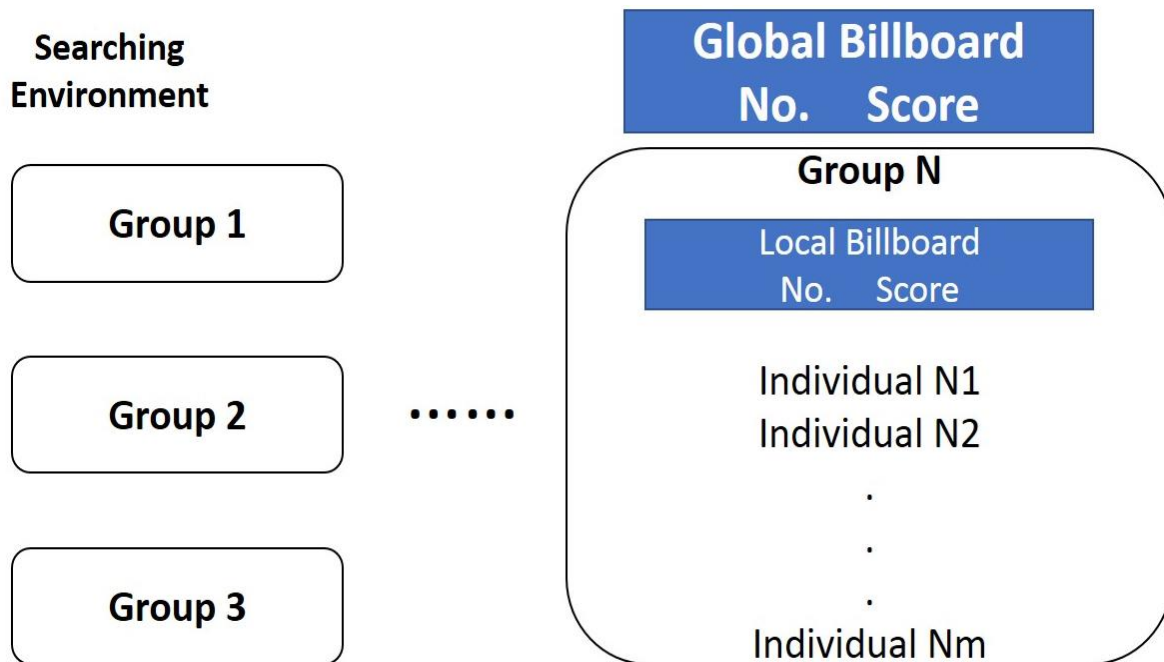 Searching
Environment
Group 1
Group 2
Group 3
......
Global Billboard
No. Score
Group N
Local Billboard
No. Score
Individual N1
Individual N2
.
.
.
Individual Nm